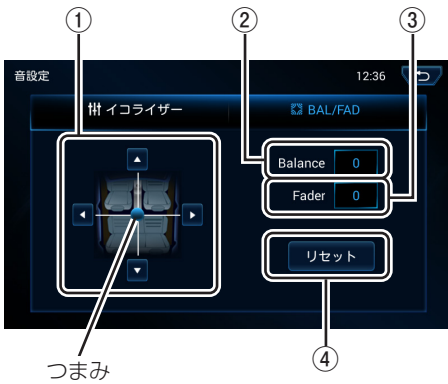 ① ② ③
音設定 12:36
イコライザー BAL/FAD
Balance 0
Fader 0
リセット
つまみ ④